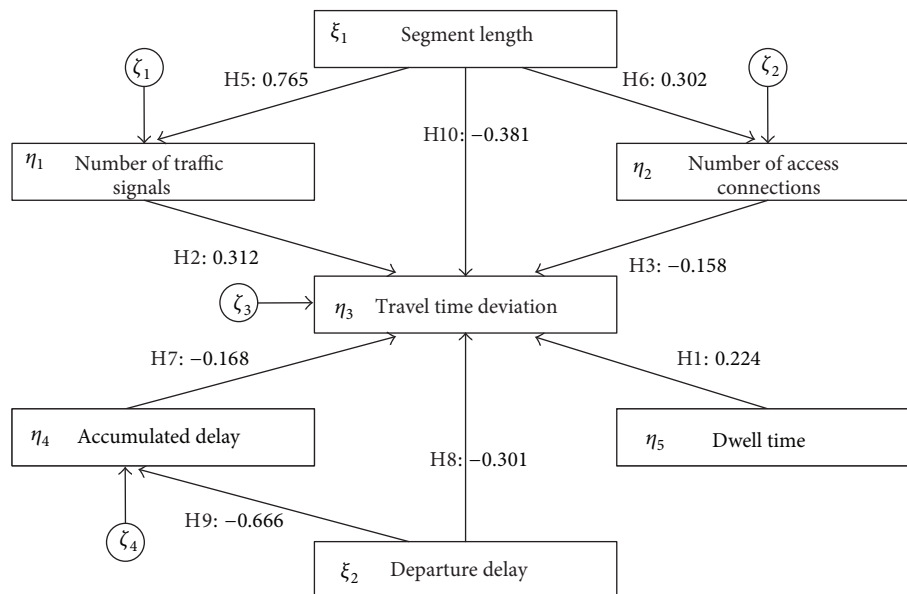 ξ1 Segment length
ζ1
H5: 0.765
H6: 0.302
ζ2
H10: −0.381
η1 Number of traffic
signals
η2 Number of access
connections
H2: 0.312
H3: −0.158
ζ3
η3 Travel time deviation
H7: −0.168
H1: 0.224
η4 Accumulated delay
η5 Dwell time
H8: −0.301
H9: −0.666
ζ4
ξ2 Departure delay